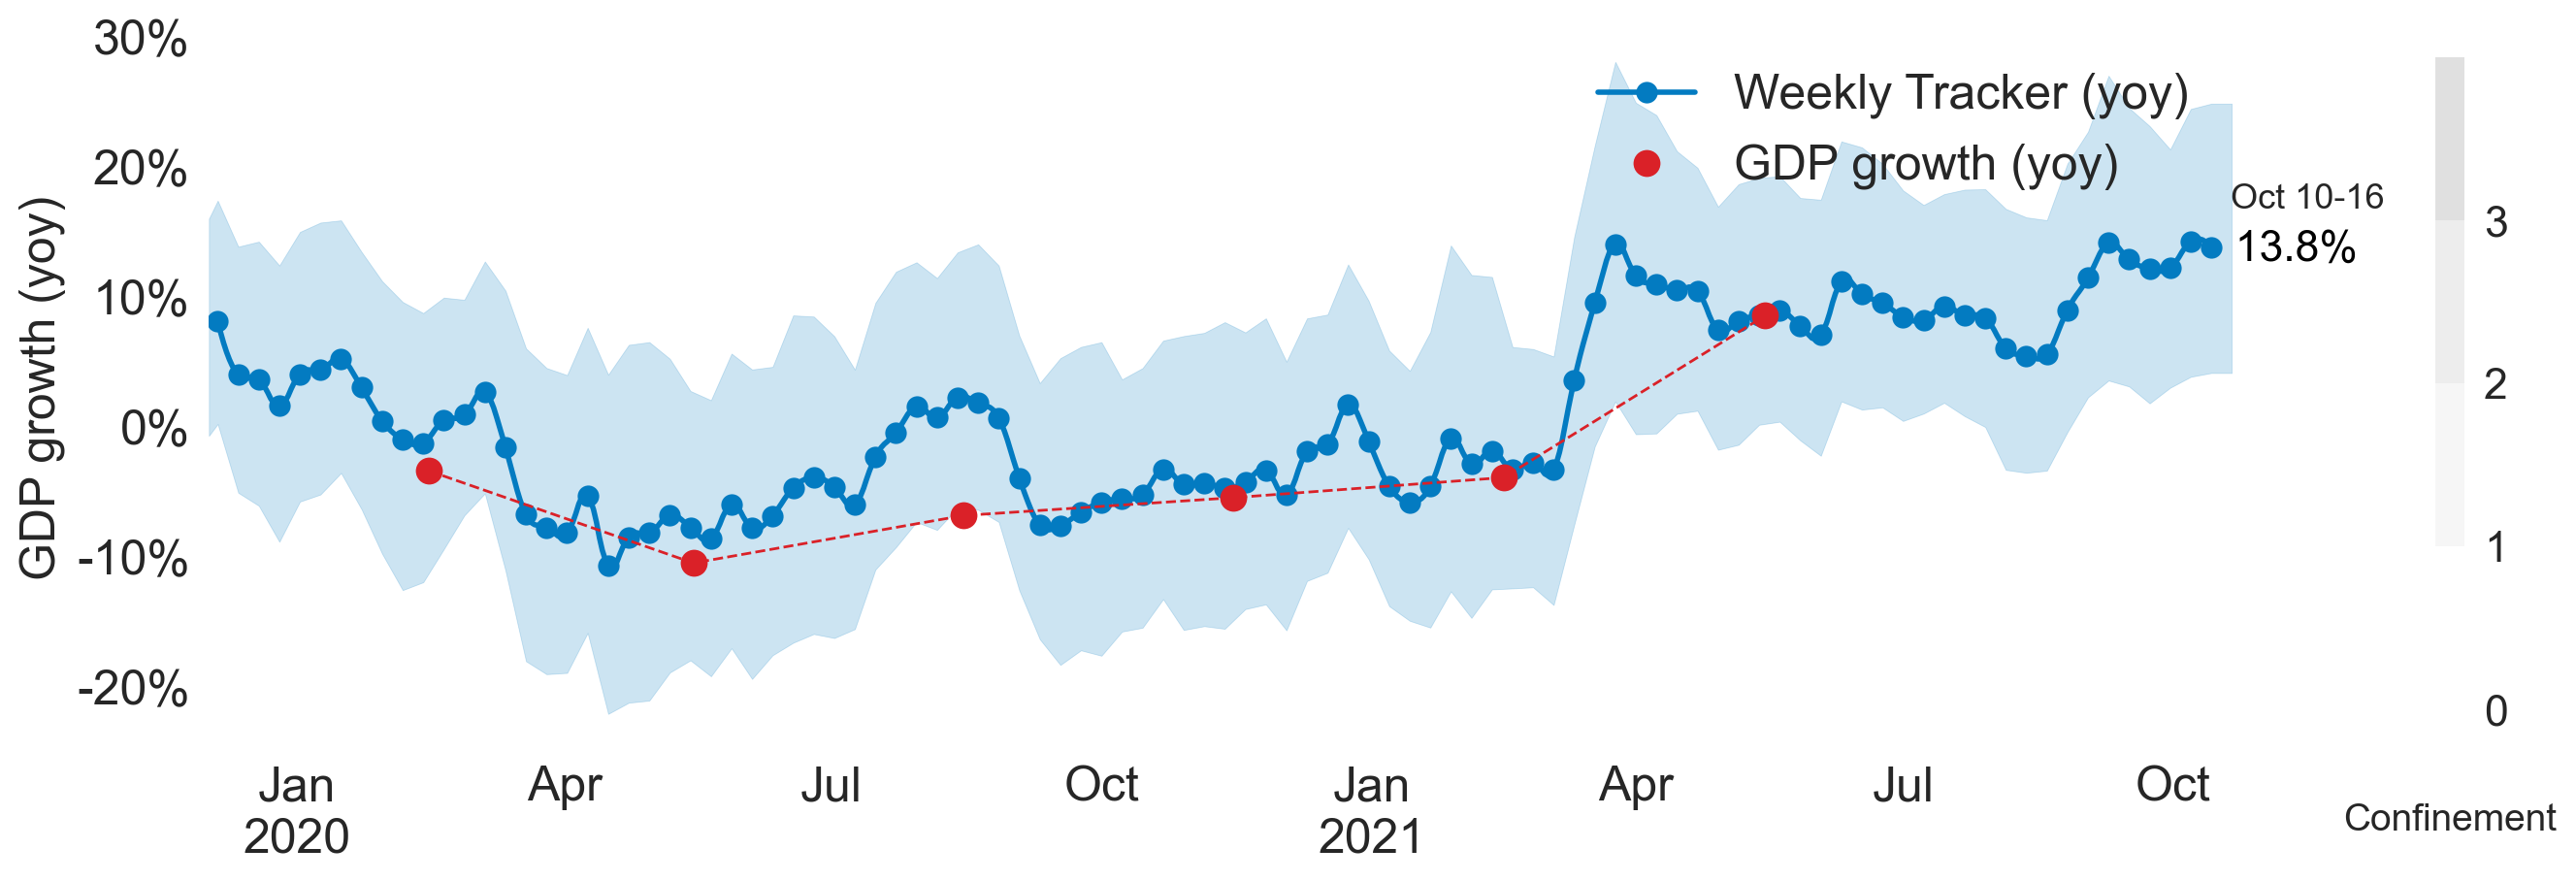 30%
20%
10%
0%
-10%
-20%
GDP growth (yoy)
Weekly Tracker (yoy)
GDP growth (yoy)
Oct 10-16
13.8%
3
2
1
0
Confinement
Jan Apr Jul Oct Jan Apr Jul Oct
2020 2021